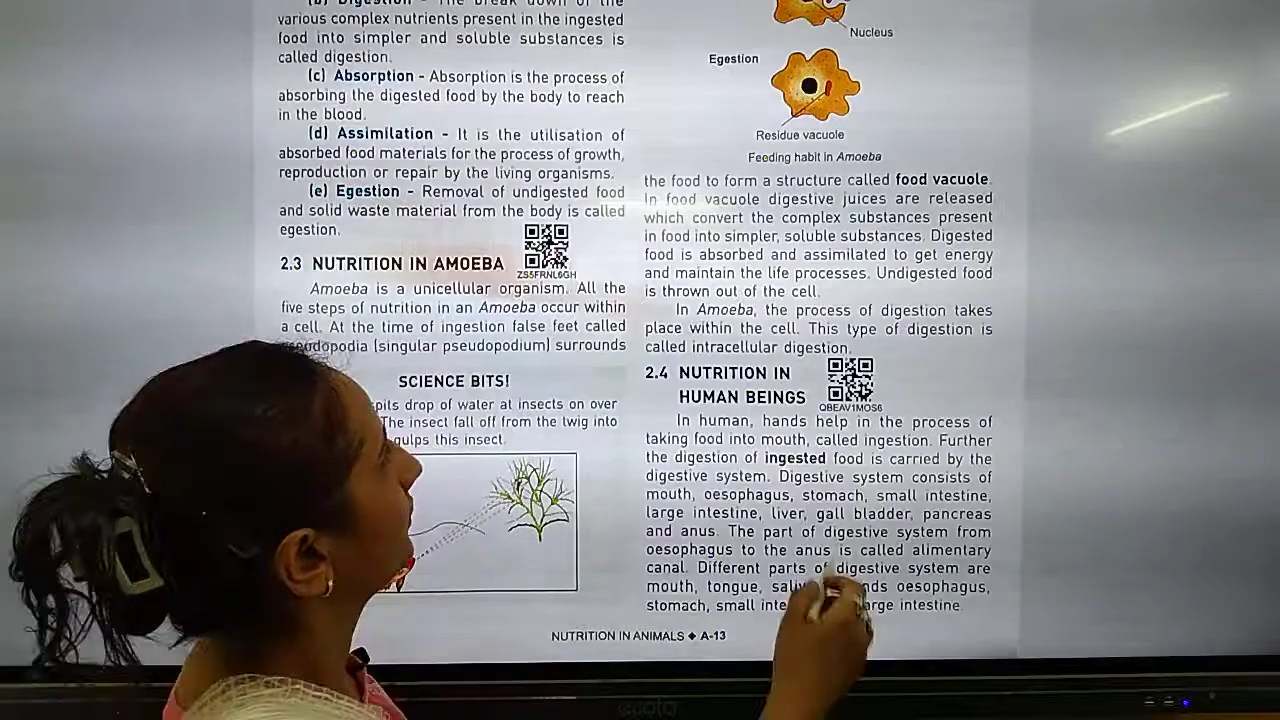 (b) Digestion - The break down of the
various complex nutrients present in the ingested
food into simpler and soluble substances is
called digestion.
(c) Absorption - Absorption is the process of
absorbing the digested food by the body to reach
in the blood.
(d) Assimilation - It is the utilisation of
absorbed food materials for the process of growth,
reproduction or repair by the living organisms.
(e) Egestion - Removal of undigested food
and solid waste material from the body is called
egestion.
ZS5FRNL6GH
2.3 NUTRITION IN AMOEBA
Amoeba is a unicellular organism. All the
five steps of nutrition in an Amoeba occur within
a cell. At the time of ingestion false feet called
pseudopodia (singular pseudopodium) surrounds
SCIENCE BITS!
spits drop of water at insects on over
The insect fall off from the twig into
gulps this insect.
Nucleus
Egestion
Residue vacuole
Feeding habit in Amoeba
the food to form a structure called food vacuole.
In food vacuole digestive juices are released
which convert the complex substances present
in food into simpler, soluble substances. Digested
food is absorbed and assimilated to get energy
and maintain the life processes. Undigested food
is thrown out of the cell.
In Amoeba, the process of digestion takes
place within the cell. This type of digestion is
called intracellular digestion.
2.4 NUTRITION IN
HUMAN BEINGS
QBEAV1MOS6
In human, hands help in the process of
taking food into mouth, called ingestion. Further
the digestion of ingested food is carried by the
digestive system. Digestive system consists of
mouth, oesophagus, stomach, small intestine,
large intestine, liver, gall bladder, pancreas
and anus. The part of digestive system from
oesophagus to the anus is called alimentary
canal. Different parts of digestive system are
mouth, tongue, oesophagus,
stomach, small large intestine.
NUTRITION IN ANIMALS ◆ A-13